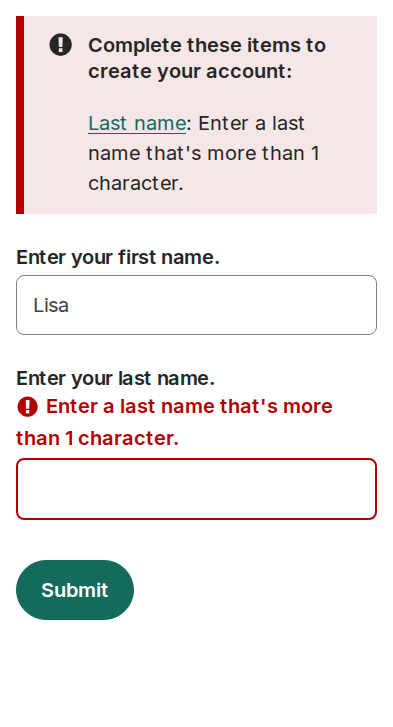 Complete these items to
create your account:
Last name: Enter a last
name that's more than 1
character.
Enter your first name.
Lisa
Enter your last name.
Enter a last name that's more
than 1 character.
Submit